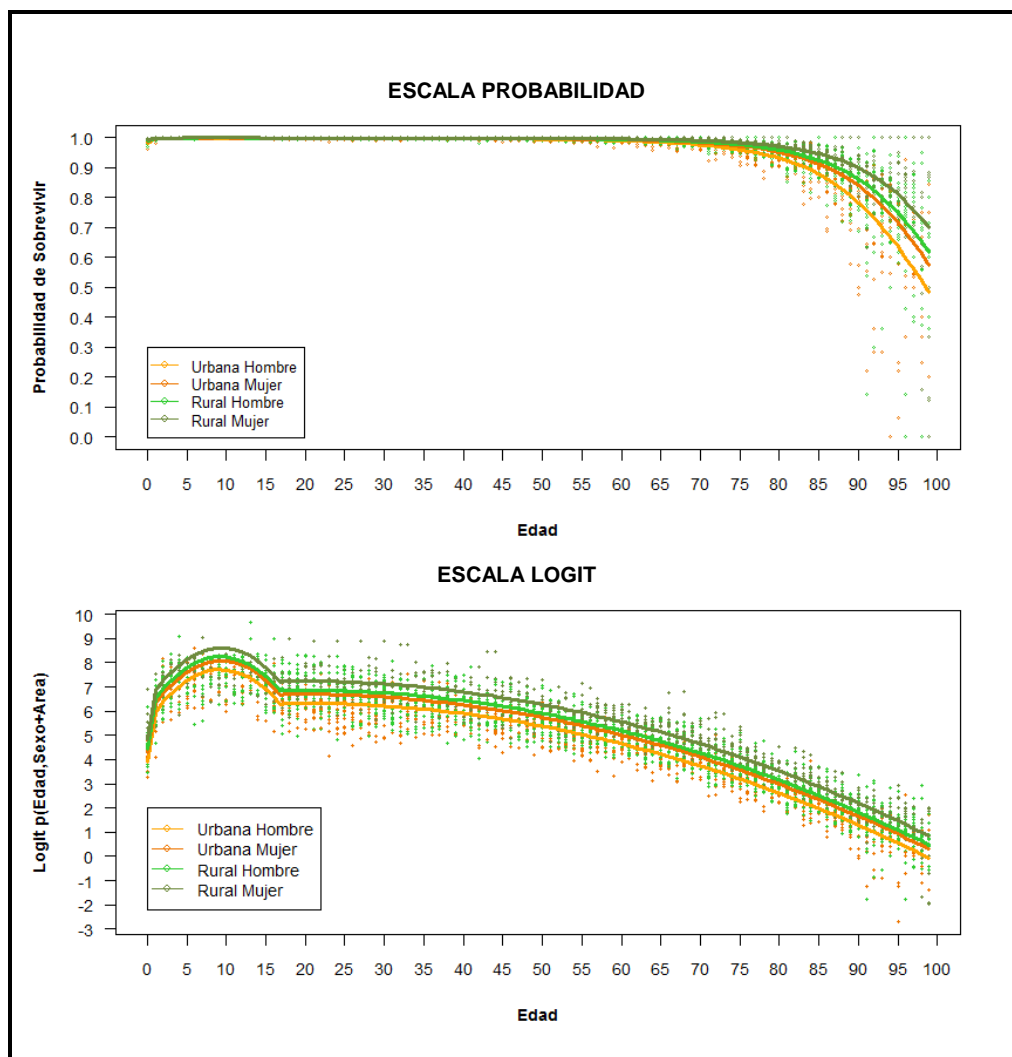 ESCALA PROBABILIDAD
Probabilidad de Sobrevivir
1.0
0.9
0.8
0.7
0.6
0.5
0.4
0.3
0.2
0.1
0.0
Urbana Hombre
Urbana Mujer
Rural Hombre
Rural Mujer
0 5 10 15 20 25 30 35 40 45 50 55 60 65 70 75 80 85 90 95 100
Edad
ESCALA LOGIT
Logit p(Edad,Sexo+Area)
10
9
8
7
6
5
4
3
2
1
0
-1
-2
-3
Urbana Hombre
Urbana Mujer
Rural Hombre
Rural Mujer
0 5 10 15 20 25 30 35 40 45 50 55 60 65 70 75 80 85 90 95 100
Edad